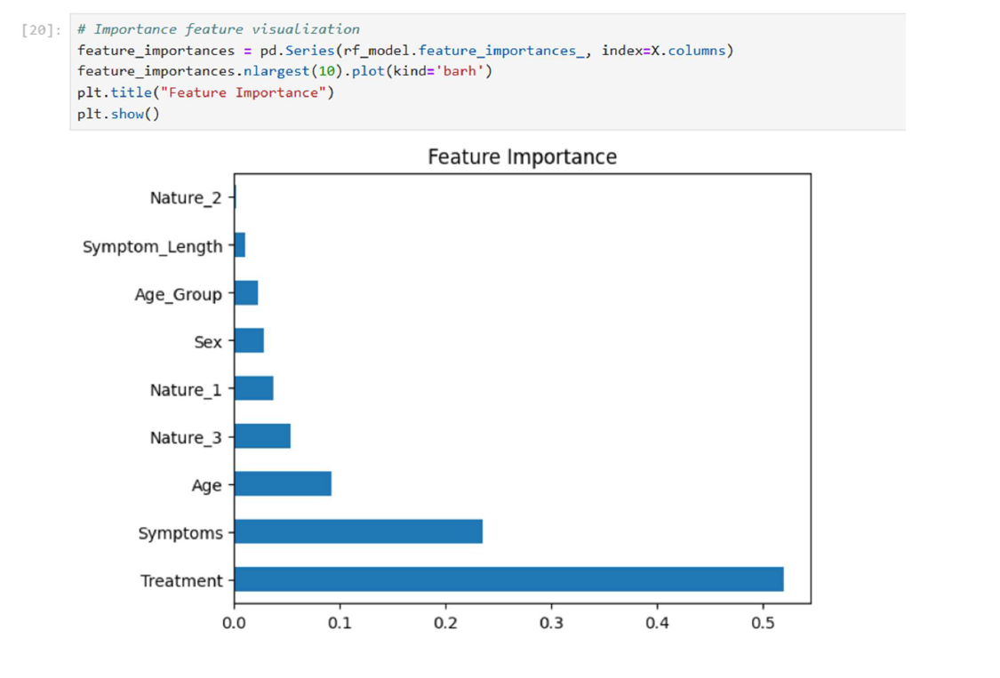 [20]:
# Importance feature visualization
feature_importances = pd.Series(rf_model.feature_importances_, index=X.columns)
feature_importances.nlargest(10).plot(kind='barh')
plt.title("Feature Importance")
plt.show()
Feature Importance
Nature_2
Symptom_Length
Age_Group
Sex
Nature_1
Nature_3
Age
Symptoms
Treatment
0.0 0.1 0.2 0.3 0.4 0.5